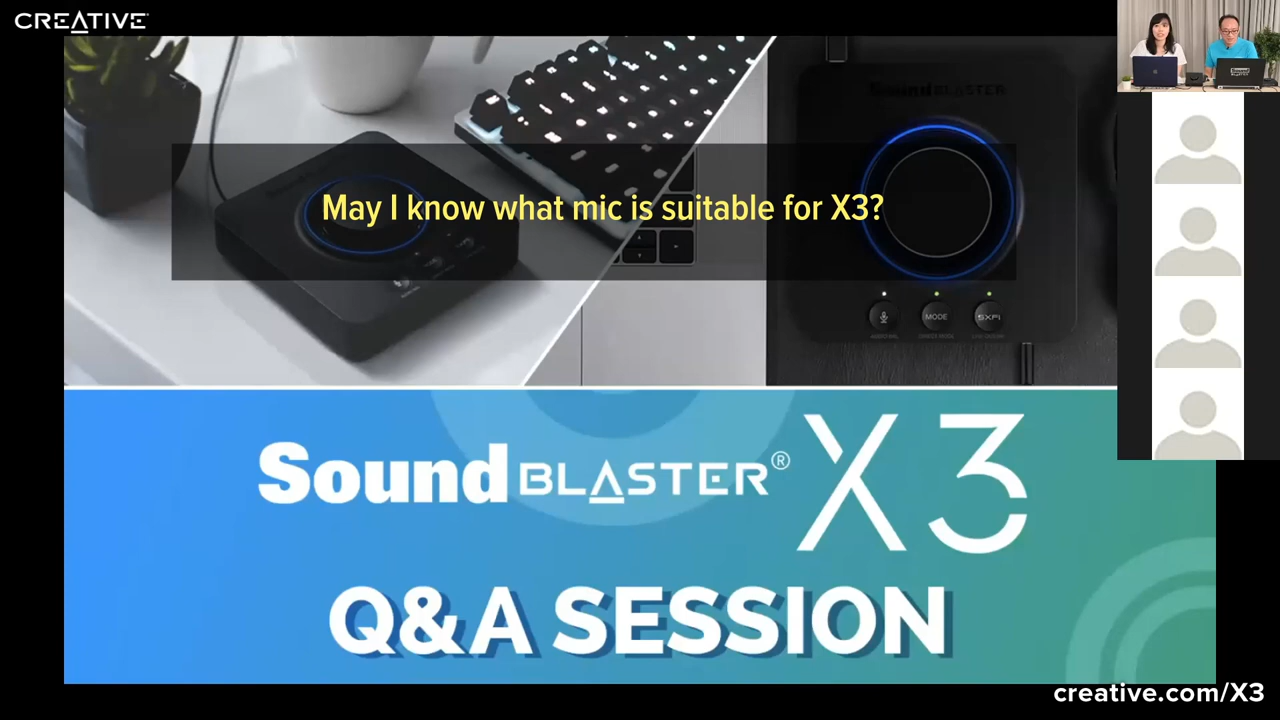 CREATIVE
Sound BLASTER
May I know what mic is suitable for X3?
MODE
SXFI
Sound BLASTER® X3
Q&A SESSION
creative.com/X3